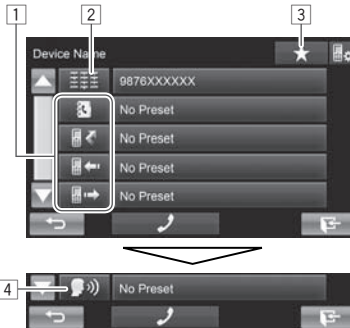 1 2 3
Device Name
9876XXXXXX
No Preset
No Preset
No Preset
No Preset
4
No Preset